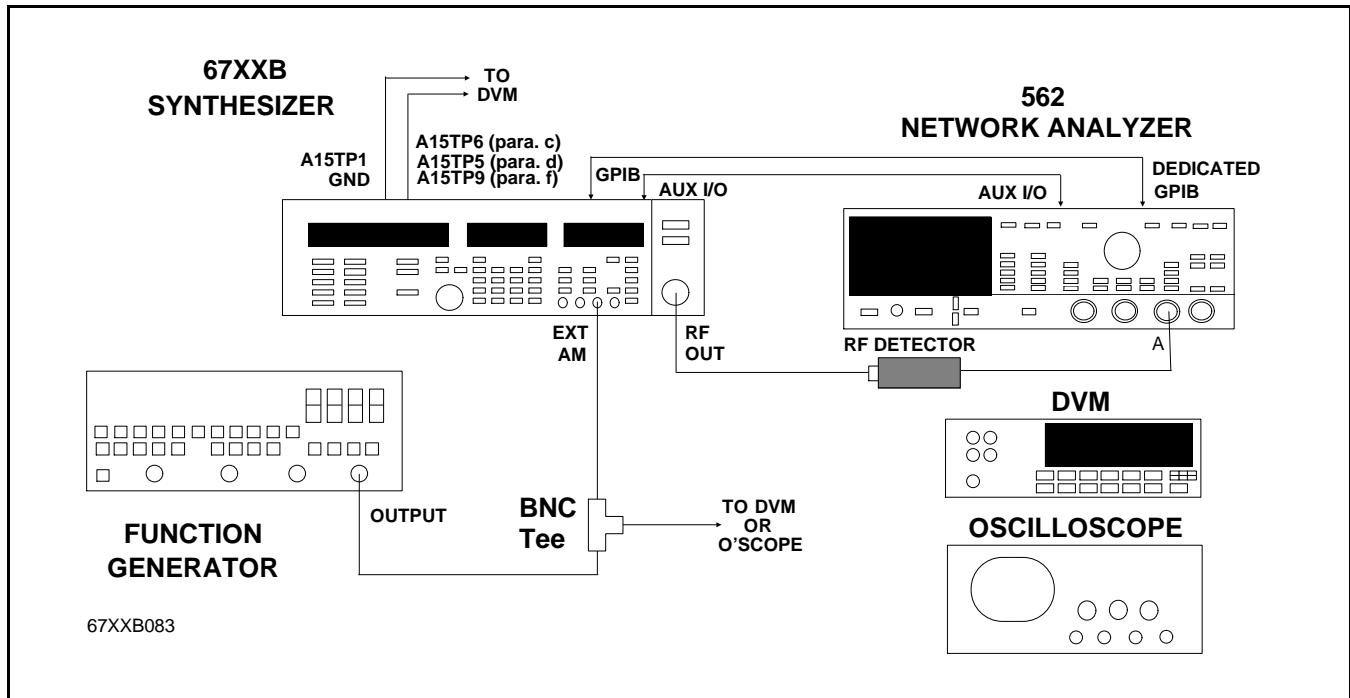 67XXB
SYNTHESIZER
TO
DVM
562
NETWORK ANALYZER
A15TP1
GND
A15TP6 (para. c)
A15TP5 (para. d)
A15TP9 (para. f)
GPIB
AUX I/O
AUX I/O
DEDICATED
GPIB
EXT
AM
RF
OUT
RF DETECTOR
A
DVM
OUTPUT
BNC
Tee
TO DVM
OR
O'SCOPE
OSCILLOSCOPE
FUNCTION
GENERATOR
67XXB083